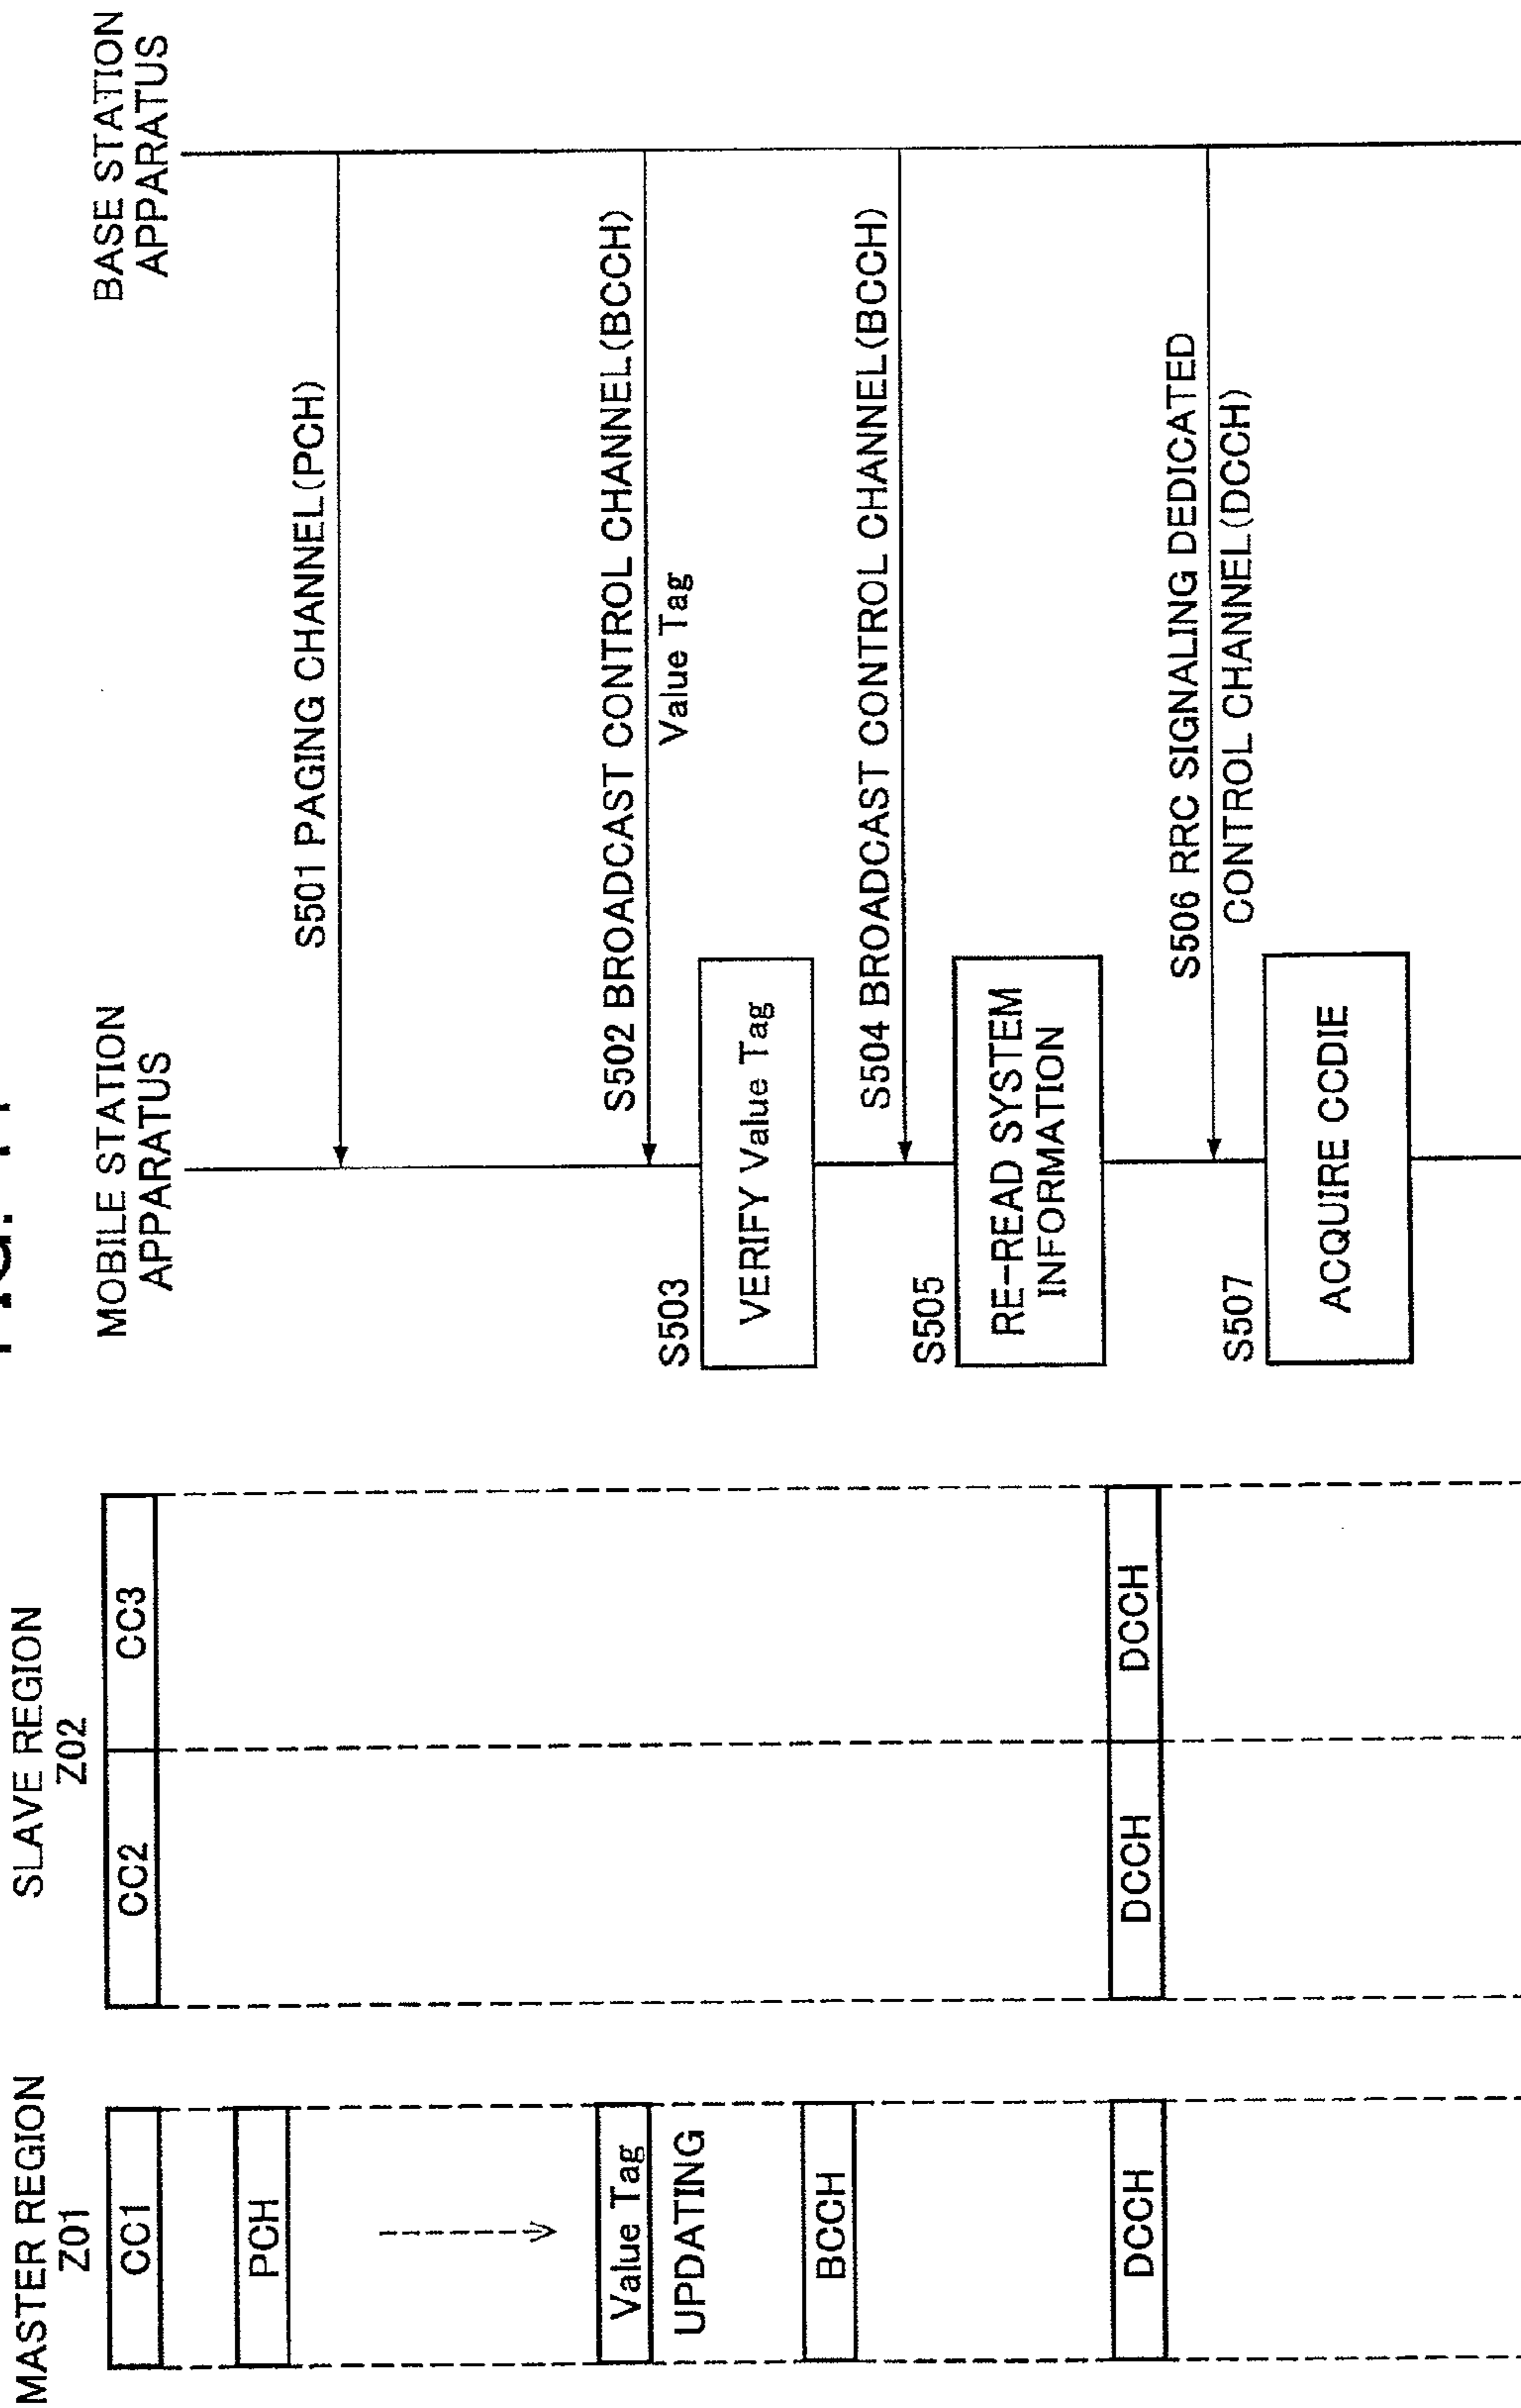 MASTER REGION
Z01
SLAVE REGION
Z02
MOBILE STATION
APPARATUS
BASE STATION
APPARATUS
CC1
CC2
CC3
PCH
S501 PAGING CHANNEL(PCH)
Value Tag
UPDATING
S502 BROADCAST CONTROL CHANNEL(BCCH)
Value Tag
S503
VERIFY Value Tag
BCCH
S504 BROADCAST CONTROL CHANNEL(BCCH)
S505
RE-READ SYSTEM
INFORMATION
DCCH
DCCH
DCCH
S506 RRC SIGNALING DEDICATED
CONTROL CHANNEL(DCCH)
S507
ACQUIRE CCDIE